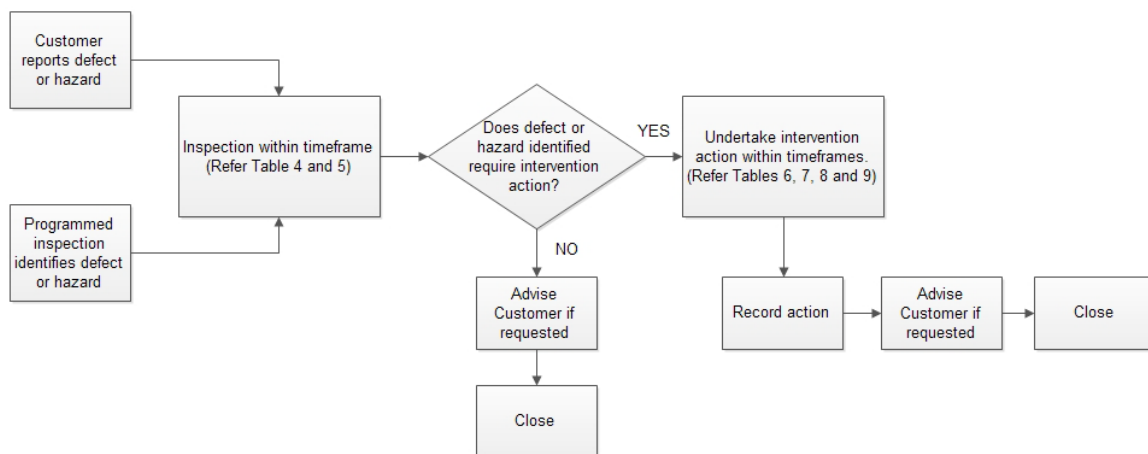 Customer
reports defect
or hazard
Programmed
inspection
identifies defect
or hazard
Inspection within timeframe
(Refer Table 4 and 5)
Does defect or
hazard identified
require intervention
action?
YES
Undertake intervention
action within timeframes.
(Refer Tables 6, 7, 8 and 9)
NO
Advise
Customer if
requested
Close
Record action
Advise
Customer if
requested
Close